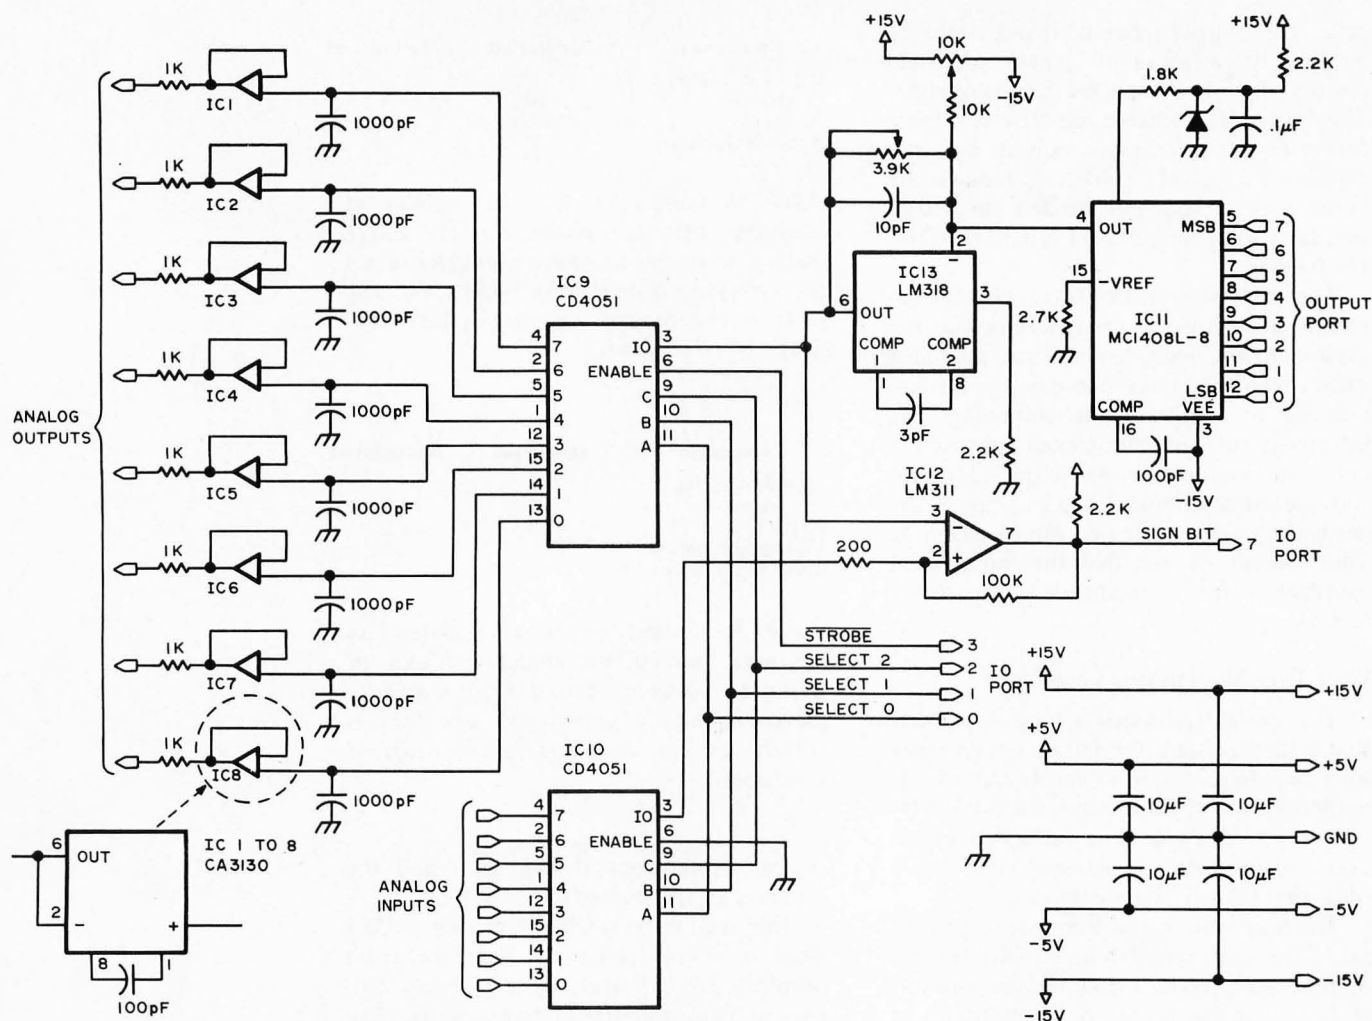 +15V
10K
-15V
10K
+15V
2.2K
1.8K
.1µF
1K
IC1
1000pF
1K
IC2
1000pF
1K
IC3
1000pF
1K
IC4
1000pF
1K
IC5
1000pF
1K
IC6
1000pF
1K
IC7
1000pF
1K
IC8
1000pF
ANALOG
OUTPUTS
IC 1 TO 8
CA3130
6 OUT
2 -
+
8 1
100pF
IC9
CD4051
4 7
2 6
5 5
1 4
12 3
15 2
14 1
13 0
IO 3
ENABLE 6
C 9
B 10
A 11
3.9K
10pF
2
-
IC13
LM318
6 OUT
3
COMP COMP
1 2
1 8
3pF
2.2K
4 OUT
15 -VREF
2.7K
IC11
MC1408L-8
MSB 5 7
6 6
7 5
8 4
9 3
10 2
11 1
LSB 12 0
OUTPUT
PORT
COMP VEE
16 3
100pF
-15V
IC12
LM311
3 -
2 +
7
200
100K
2.2K
SIGN BIT
7 IO
PORT
STROBE 3
SELECT 2 2
SELECT 1 1
SELECT 0 0
IO
PORT
IC10
CD4051
ANALOG
INPUTS
4 7
2 6
5 5
1 4
12 3
15 2
14 1
13 0
IO 3
ENABLE 6
C 9
B 10
A 11
+15V
+15V
+5V
+5V
10µF
10µF
GND
10µF
10µF
-5V
-5V
-15V
-15V